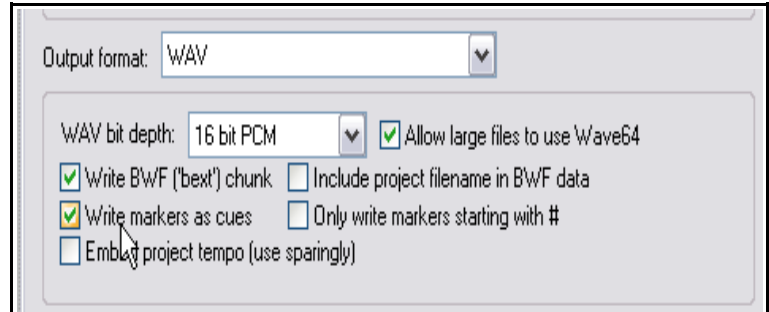 Output format: WAV
WAV bit depth: 16 bit PCM Allow large files to use Wave64
Write BWF ('bext') chunk Include project filename in BWF data
Write markers as cues Only write markers starting with #
Embed project tempo (use sparingly)